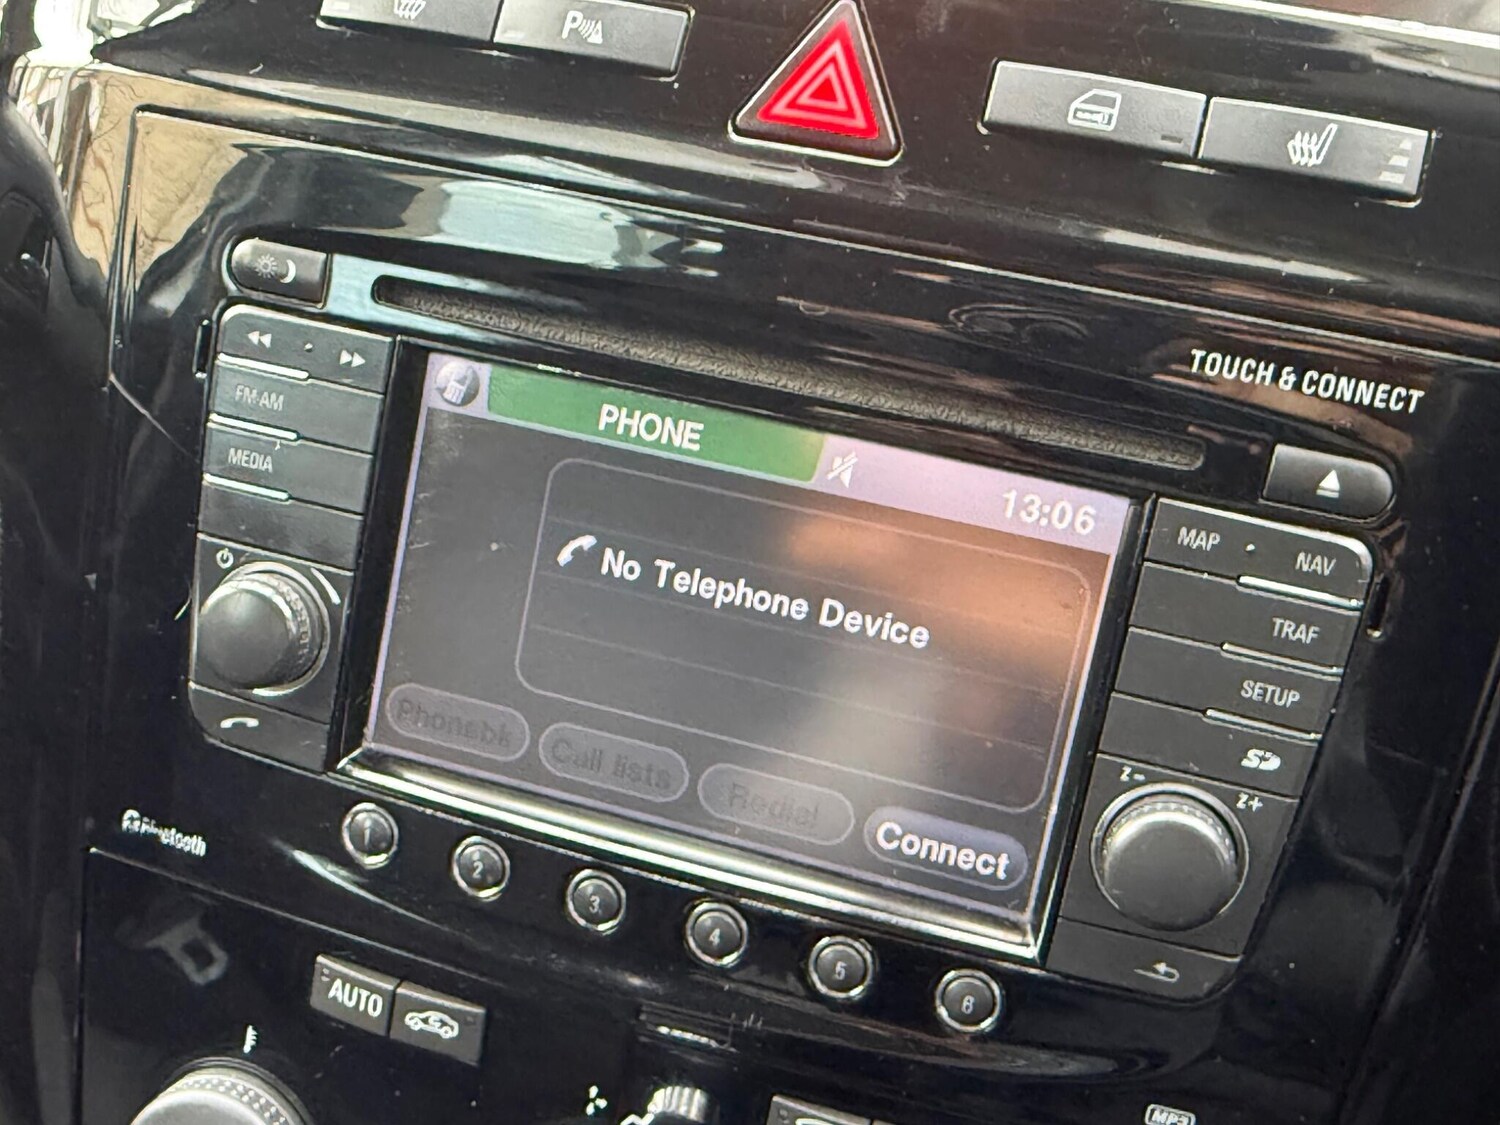 P
TOUCH & CONNECT
FM·AM
MEDIA
PHONE
13:06
No Telephone Device
Phonebk
Call lists
Redial
Connect
MAP
NAV
TRAF
SETUP
SD
Z-
Z+
Bluetooth
1
2
3
4
5
6
AUTO
MP3